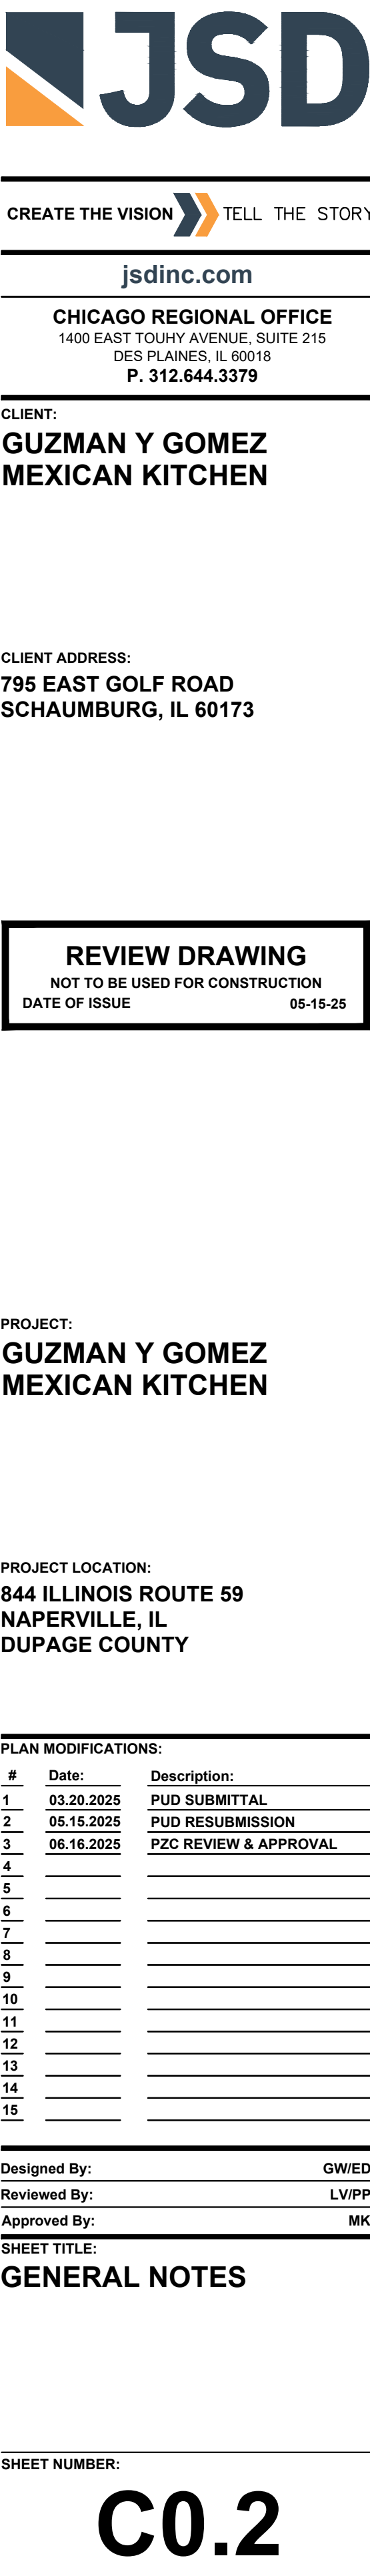 JSD
CREATE THE VISION TELL THE STORY
jsdinc.com
CHICAGO REGIONAL OFFICE
1400 EAST TOUHY AVENUE, SUITE 215
DES PLAINES, IL 60018
P. 312.644.3379
CLIENT:
GUZMAN Y GOMEZ
MEXICAN KITCHEN
CLIENT ADDRESS:
795 EAST GOLF ROAD
SCHAUMBURG, IL 60173
REVIEW DRAWING
NOT TO BE USED FOR CONSTRUCTION
DATE OF ISSUE 05-15-25
PROJECT:
GUZMAN Y GOMEZ
MEXICAN KITCHEN
PROJECT LOCATION:
844 ILLINOIS ROUTE 59
NAPERVILLE, IL
DUPAGE COUNTY
PLAN MODIFICATIONS:
# Date: Description:
1 03.20.2025 PUD SUBMITTAL
2 05.15.2025 PUD RESUBMISSION
3 06.16.2025 PZC REVIEW & APPROVAL
4
5
6
7
8
9
10
11
12
13
14
15
Designed By: GW/ED
Reviewed By: LV/PP
Approved By: MK
SHEET TITLE:
GENERAL NOTES
SHEET NUMBER:
C0.2